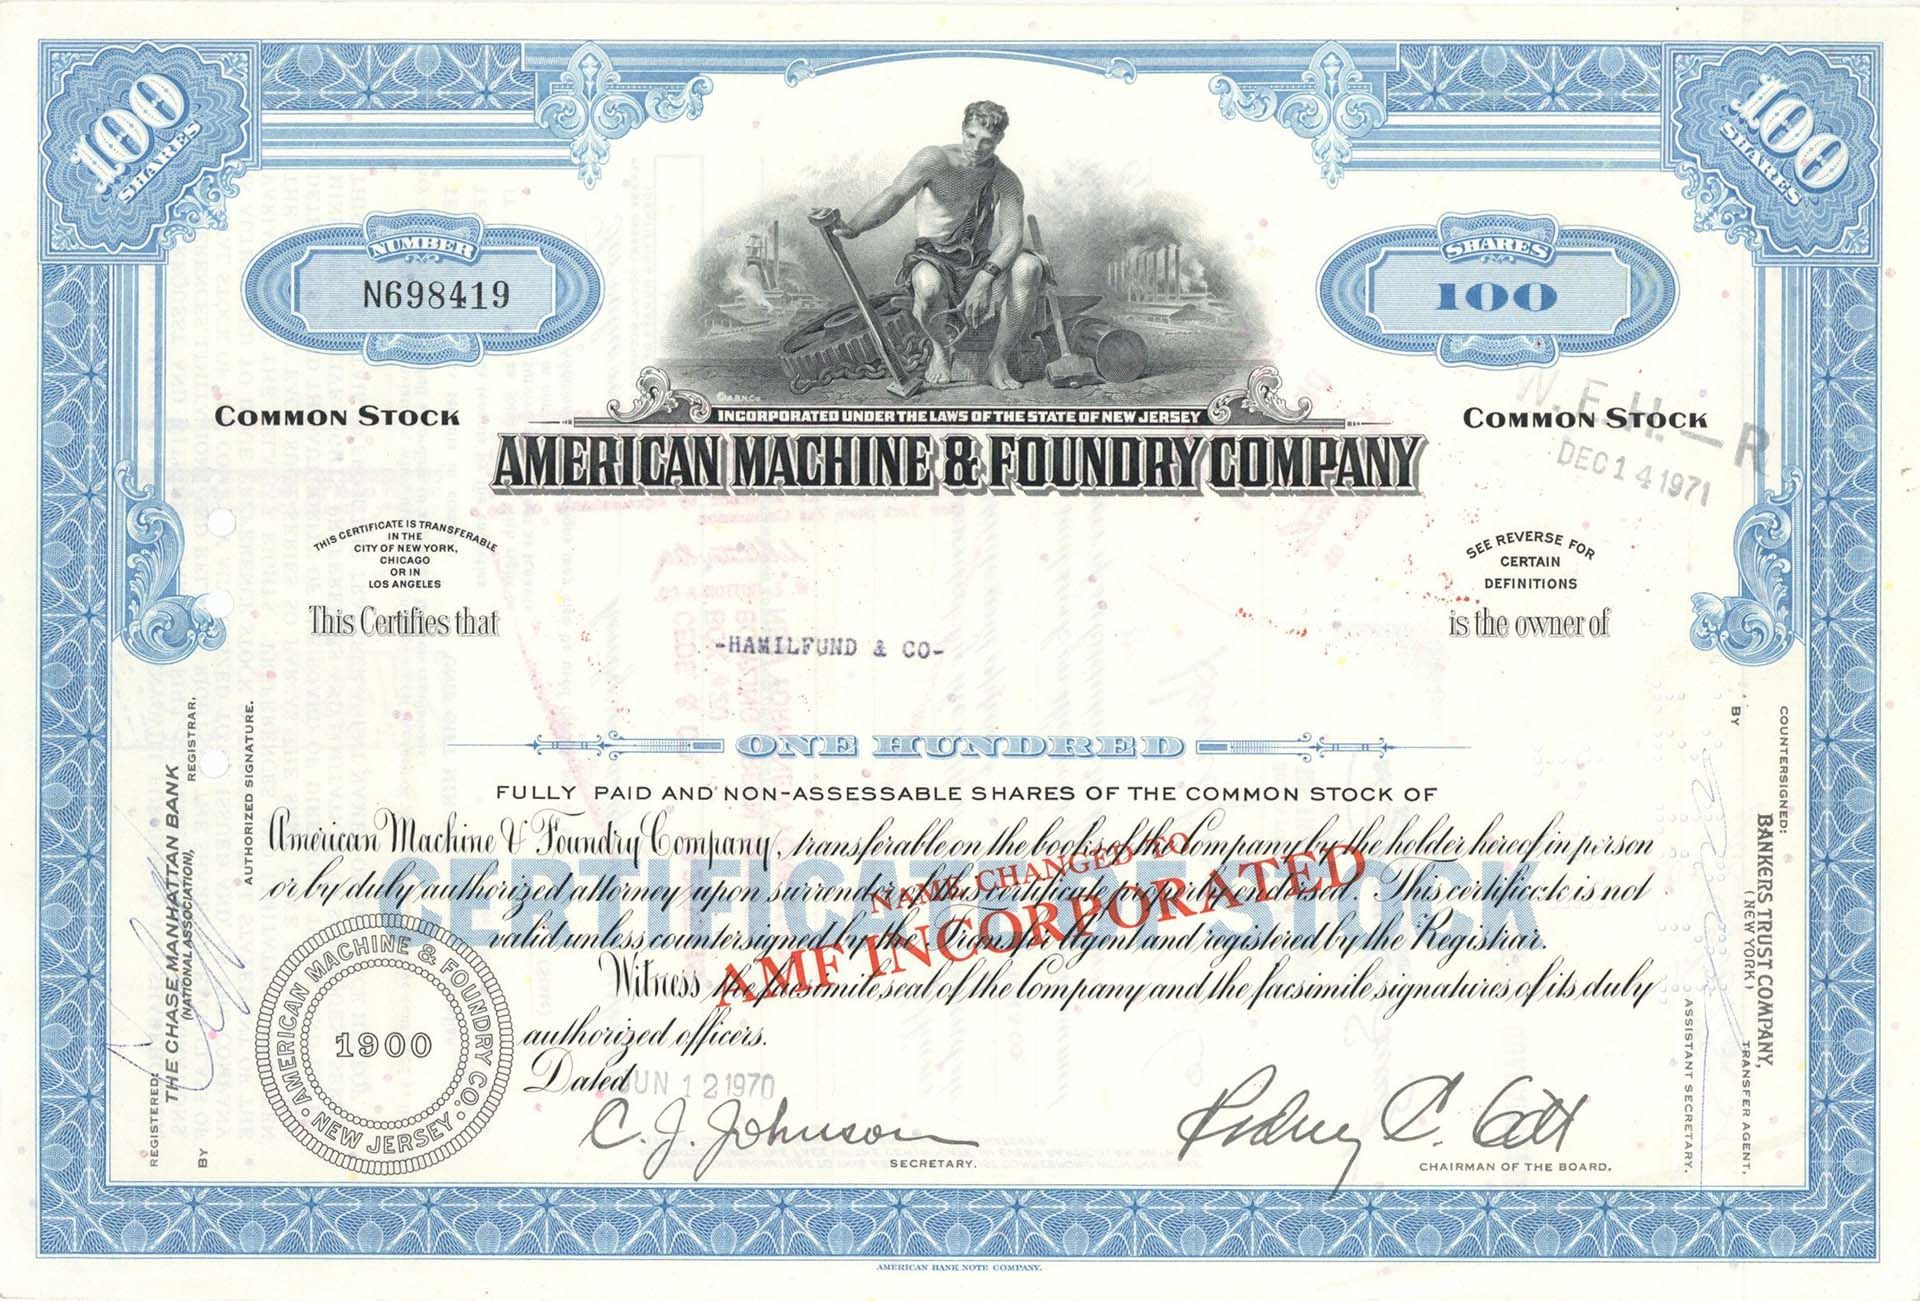 100
SHARES
100
SHARES
NUMBER
N698419
SHARES
100
©A.B.N.Co
INCORPORATED UNDER THE LAWS OF THE STATE OF NEW JERSEY
COMMON STOCK
COMMON STOCK
AMERICAN MACHINE & FOUNDRY COMPANY
W. E. H. — R
DEC 14 1971
THIS CERTIFICATE IS TRANSFERABLE
IN THE
CITY OF NEW YORK,
CHICAGO
OR IN
LOS ANGELES
SEE REVERSE FOR
CERTAIN
DEFINITIONS
This Certifies that
is the owner of
-HAMILFUND & CO-
ONE HUNDRED
FULLY PAID AND NON-ASSESSABLE SHARES OF THE COMMON STOCK OF
American Machine & Foundry Company, transferable on the books of the Company by the holder hereof in person
or by duly authorized attorney upon surrender of this certificate properly endorsed. This certificate is not
valid unless countersigned by the Transfer Agent and registered by the Registrar.
Witness the facsimile seal of the Company and the facsimile signatures of its duly
authorized officers.
CERTIFICATE OF STOCK
NAME CHANGED TO
AMF INCORPORATED
Dated JUN 12 1970
AMERICAN MACHINE & FOUNDRY CO.
1900
NEW JERSEY
C. J. Johnson
SECRETARY.
Rodney C. Gott
CHAIRMAN OF THE BOARD.
REGISTERED:
THE CHASE MANHATTAN BANK
(NATIONAL ASSOCIATION),
REGISTRAR,
BY
AUTHORIZED SIGNATURE.
COUNTERSIGNED:
BANKERS TRUST COMPANY,
(NEW YORK)
TRANSFER AGENT,
BY
ASSISTANT SECRETARY.
AMERICAN BANK NOTE COMPANY.